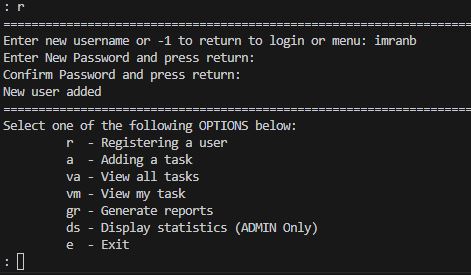 : r
================================================================
Enter new username or -1 to return to login or menu: imranb
Enter New Password and press return:
Confirm Password and press return:
New user added
================================================================
Select one of the following OPTIONS below:
r  - Registering a user
a  - Adding a task
va - View all tasks
vm - View my task
gr - Generate reports
ds - Display statistics (ADMIN Only)
e  - Exit
: